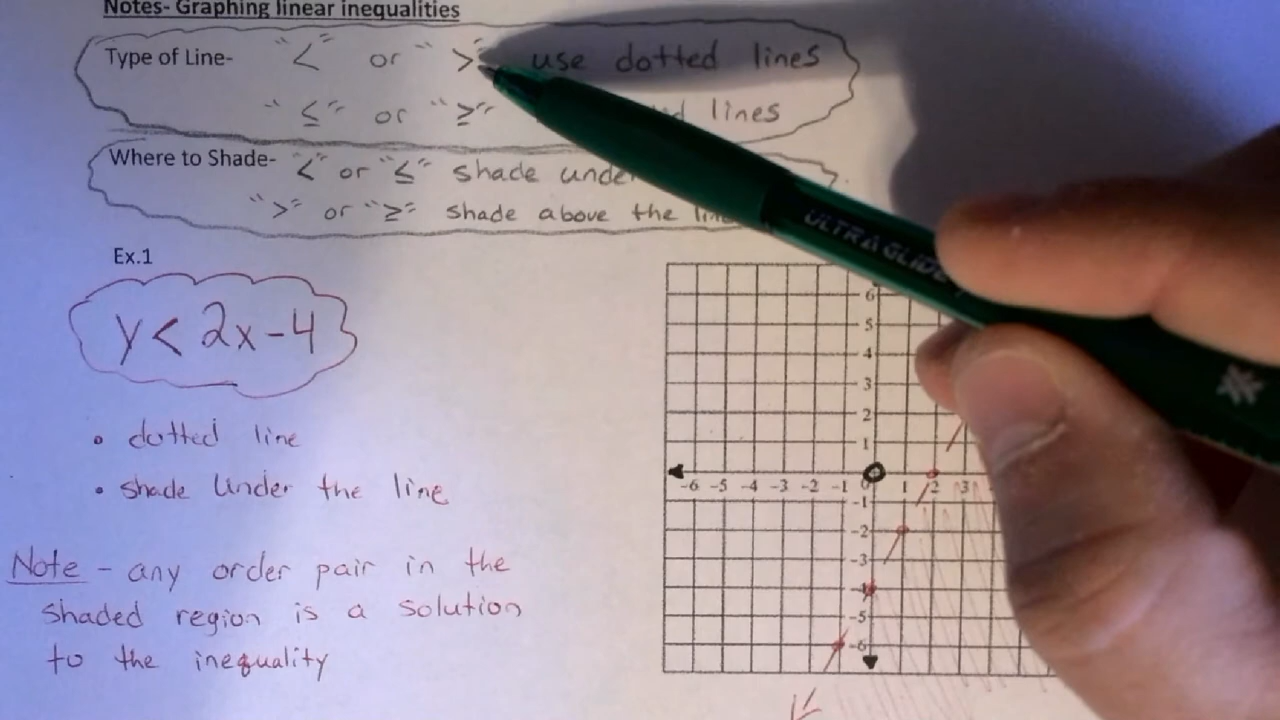 Notes- Graphing linear inequalities
Type of Line- "<" or ">" use dotted lines
"≤" or "≥" lines
Where to Shade- "<" or "≤" shade
">" or "≥" shade above the
Ex.1
y < 2x-4
• dotted line
• shade Under the line
Note - any order pair in the
shaded region is a solution
to the inequality
6
5
4
3
2
1
-6 -5 -4 -3 -2 -1 0 1 2 3
-1
-2
-3
-5
-6
ULTRA GLIDE